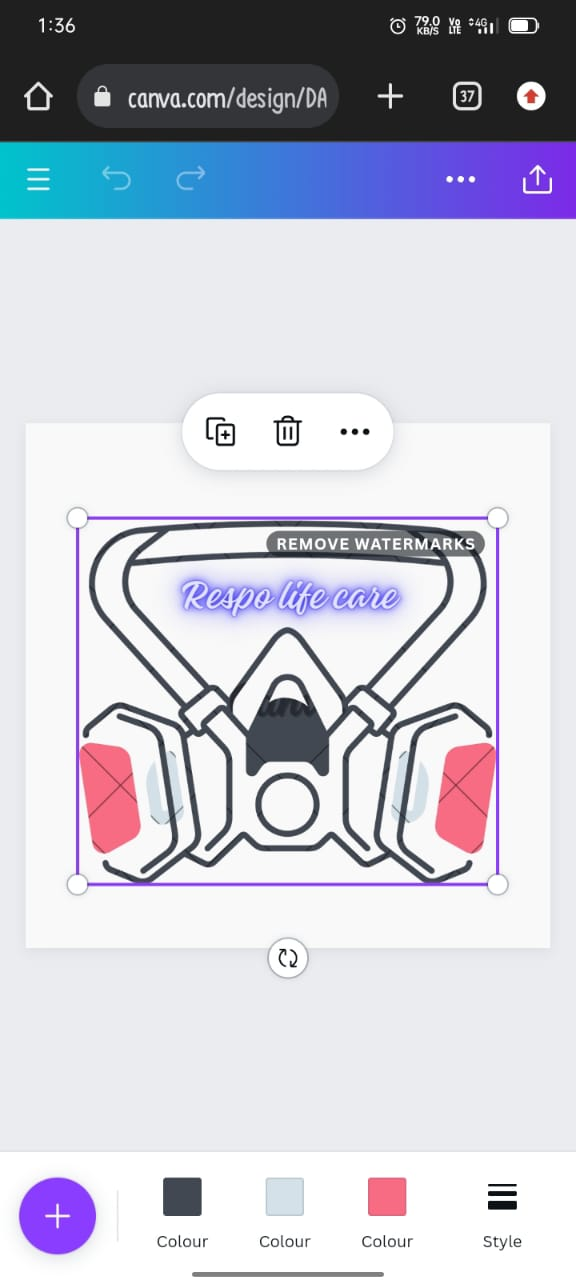 1:36
79.0
KB/S
Vo
LTE
4G
canva.com/design/DA
37
REMOVE WATERMARKS
Respo life care
Colour
Colour
Colour
Style